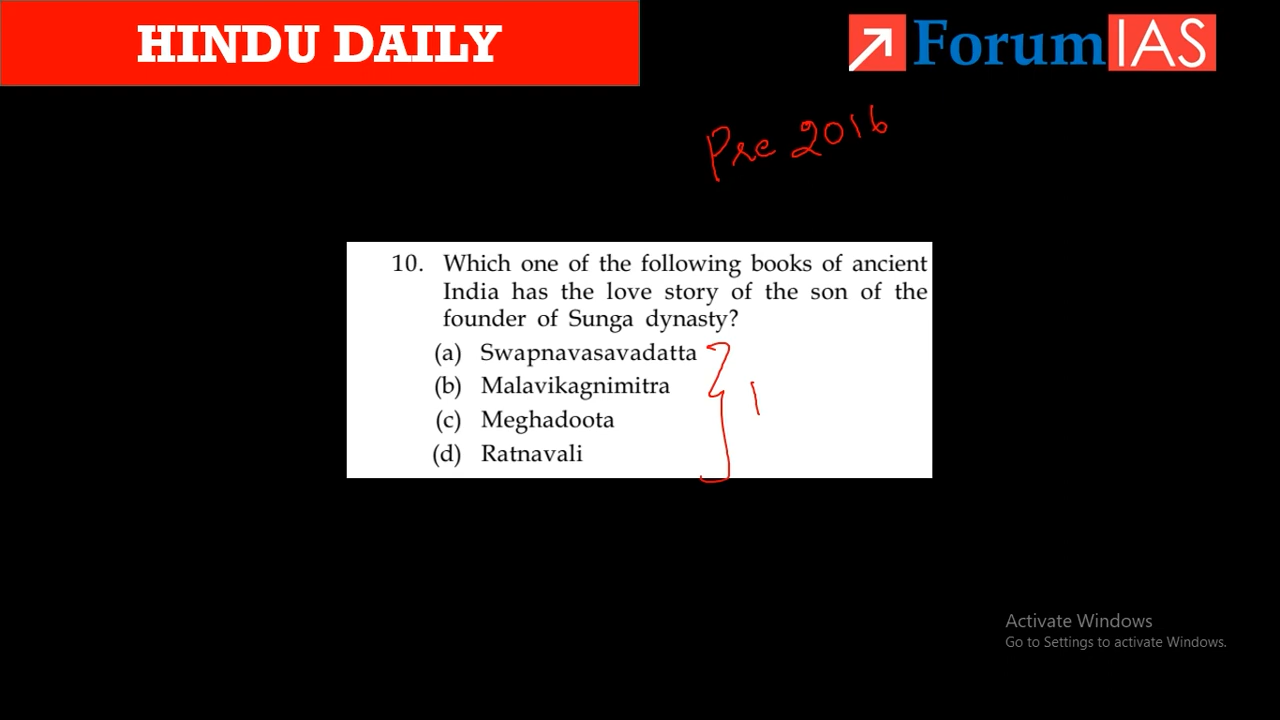 HINDU DAILY
ForumIAS
Pre 2016
10. Which one of the following books of ancient
India has the love story of the son of the
founder of Sunga dynasty?
(a) Swapnavasavadatta
(b) Malavikagnimitra
(c) Meghadoota
(d) Ratnavali
Activate Windows
Go to Settings to activate Windows.